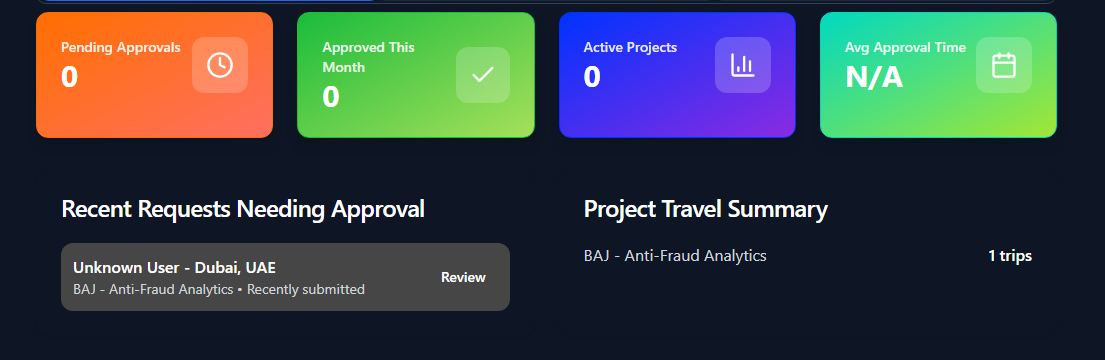 Pending Approvals
0
Approved This
Month
0
Active Projects
0
Avg Approval Time
N/A
Recent Requests Needing Approval
Unknown User - Dubai, UAE
BAJ - Anti-Fraud Analytics • Recently submitted
Review
Project Travel Summary
BAJ - Anti-Fraud Analytics
1 trips